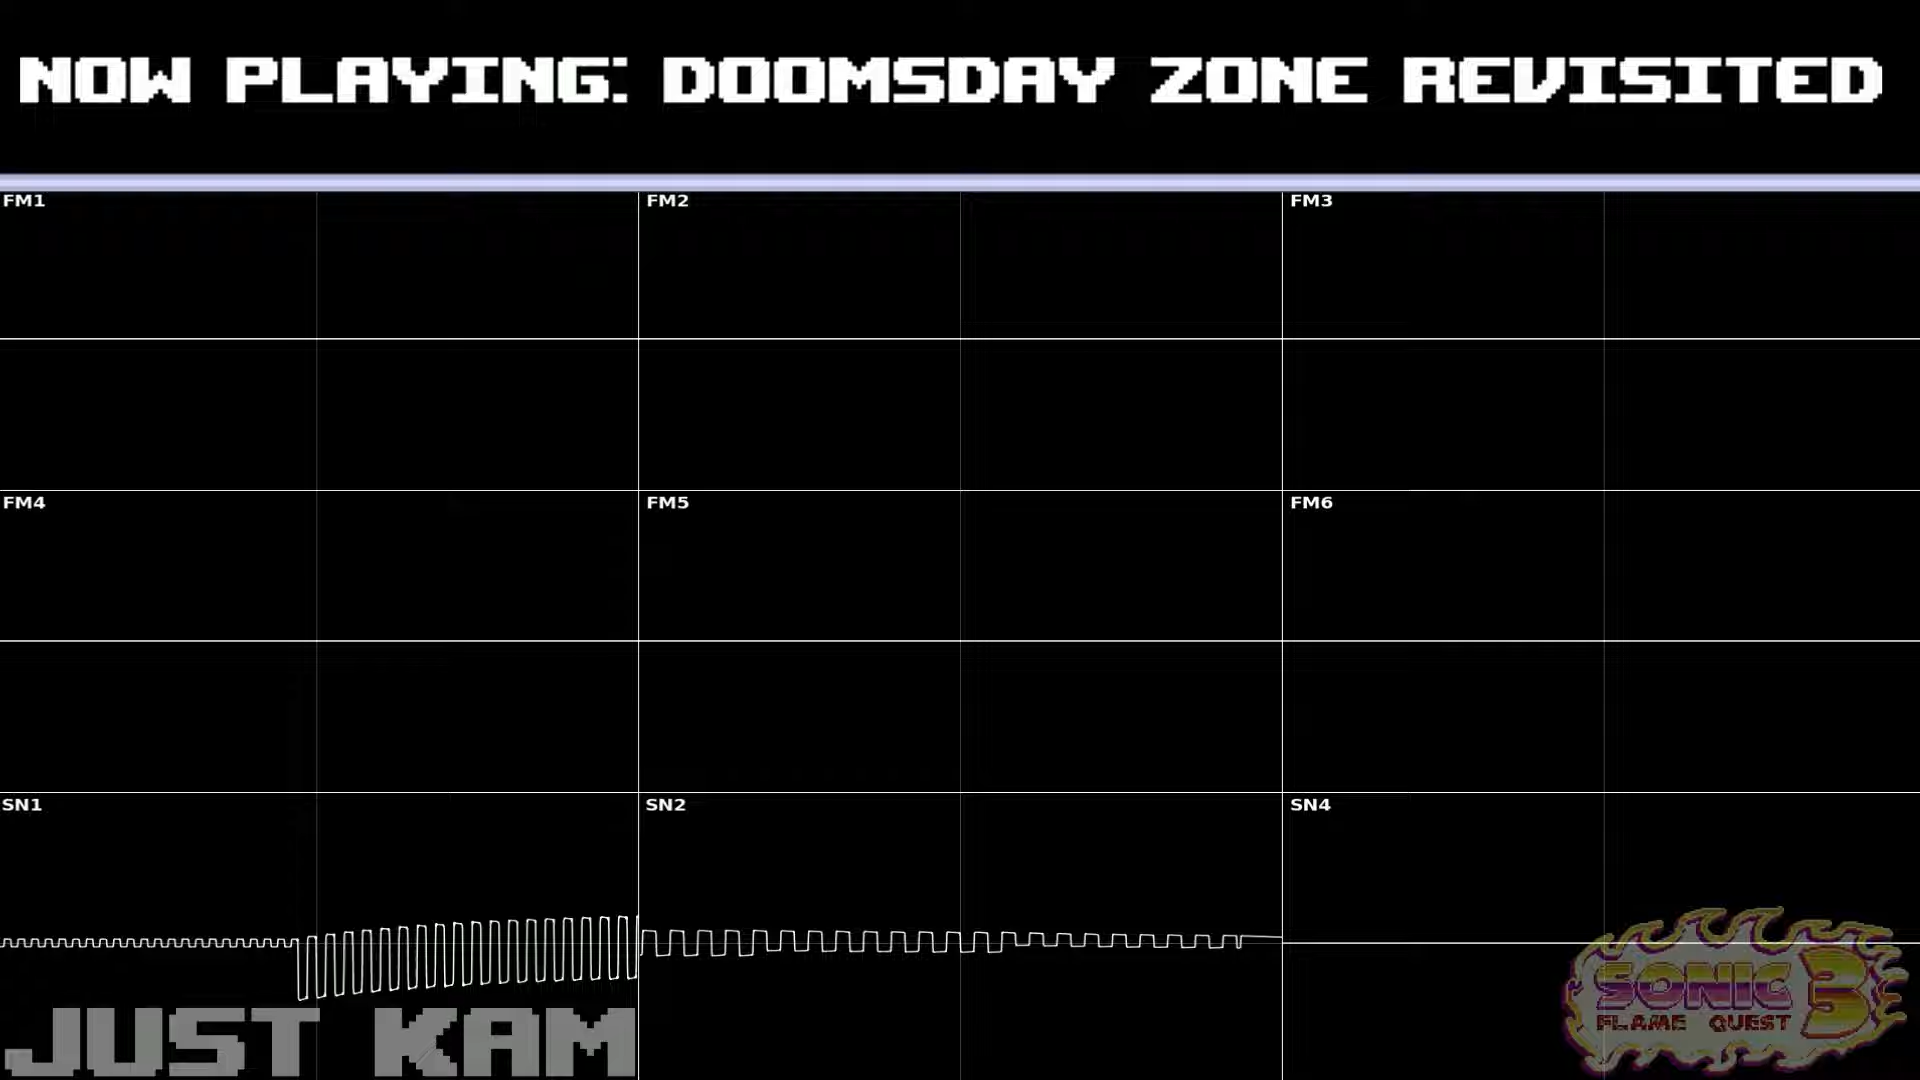 NOW PLAYING: DOOMSDAY ZONE REVISITED
FM1 FM2 FM3
FM4 FM5 FM6
SN1 SN2 SN4
JUST KAM
SONIC 3
FLAME QUEST